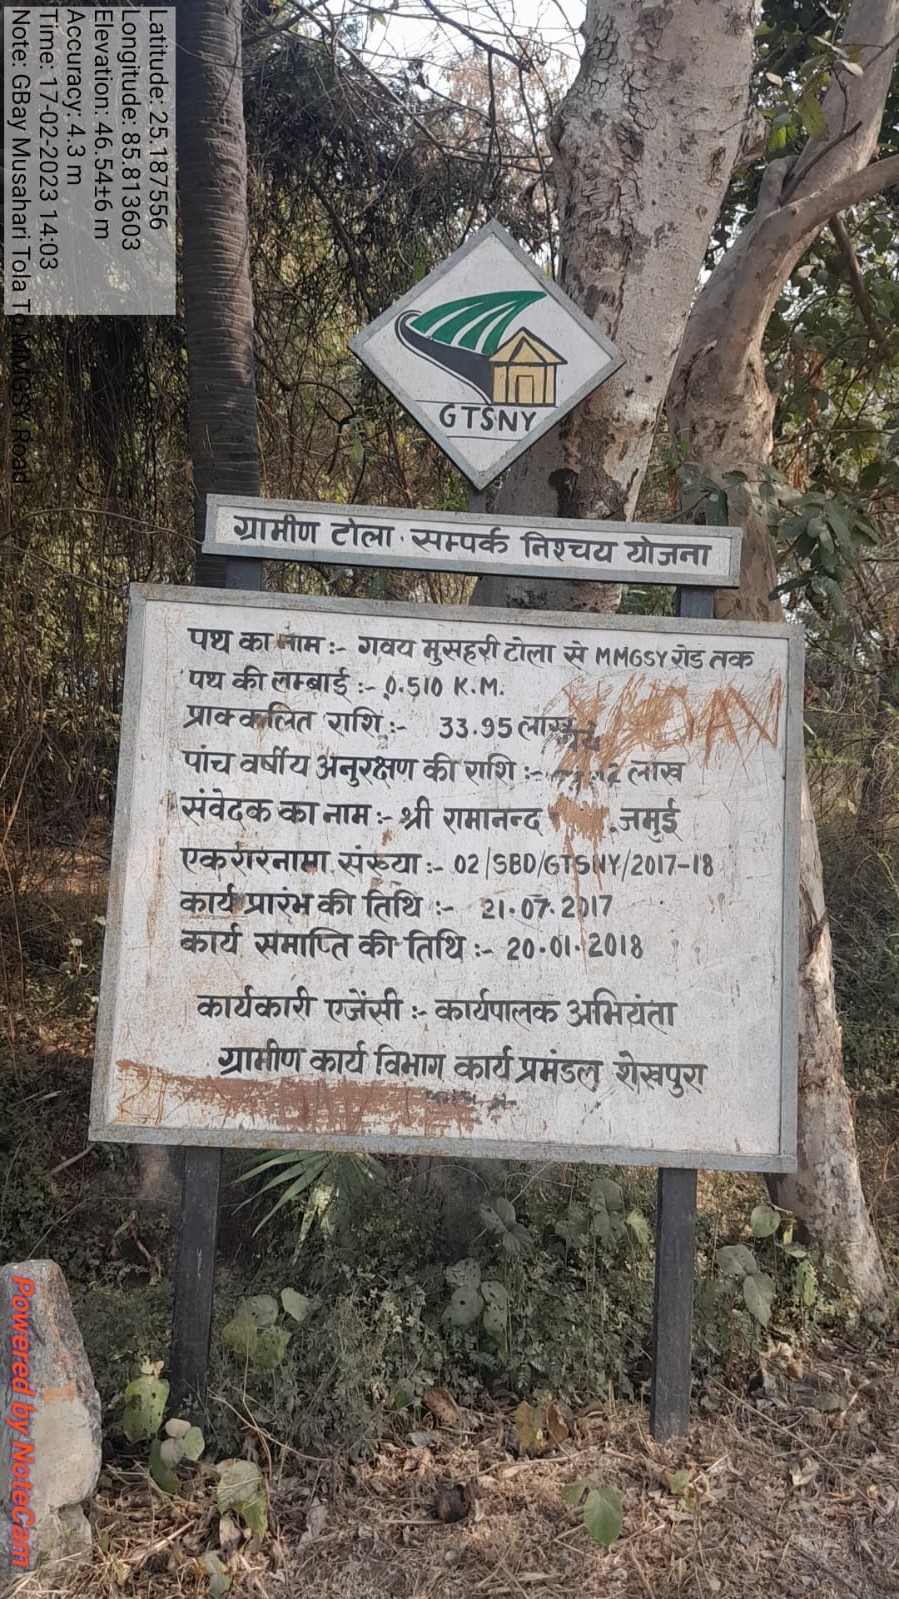 Latitude: 25.187556
Longitude: 85.813603
Elevation: 46.54±6 m
Accuracy: 4.3 m
Time: 17-02-2023 14:03
Note: GBay Musahari Tola To MMGSY Road
GTSNY
ग्रामीण टोला सम्पर्क निश्चय योजना
पथ का नाम :- गवय मुसहरी टोला से MMGSY रोड तक
पथ की लम्बाई :- 0.510 K.M.
प्राक्कलित राशि :- 33.95 लाख
पांच वर्षीय अनुरक्षण की राशि :- लाख
संवेदक का नाम :- श्री रामानन्द जमुई
एकरारनामा संख्या :- 02/SBD/GTSNY/2017-18
कार्य प्रारंभ की तिथि :- 21.07.2017
कार्य समाप्ति की तिथि :- 20.01.2018
कार्यकारी एजेंसी :- कार्यपालक अभियंता
ग्रामीण कार्य विभाग कार्य प्रमंडल शेखपुरा
Powered by NoteCam